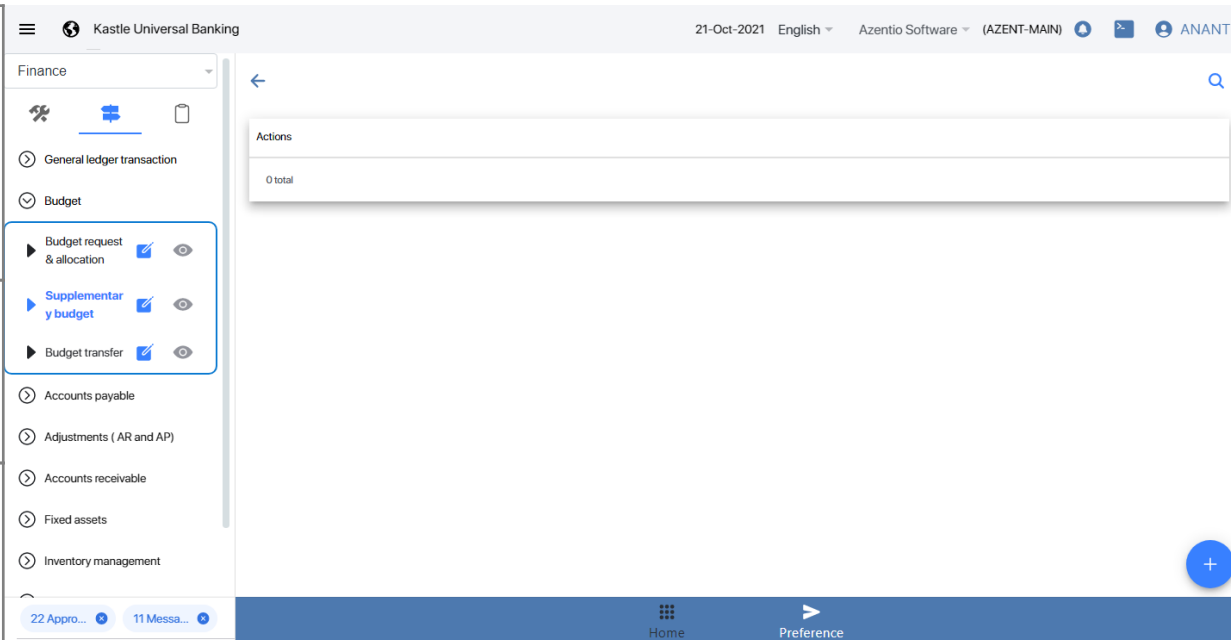 Kastle Universal Banking
21-Oct-2021 English Azentio Software (AZENT-MAIN) ANANT
Finance
General ledger transaction
Budget
Budget request
& allocation
Supplementar
y budget
Budget transfer
Accounts payable
Adjustments ( AR and AP)
Accounts receivable
Fixed assets
Inventory management
22 Appro...
11 Messa...
Actions
0 total
Home
Preference